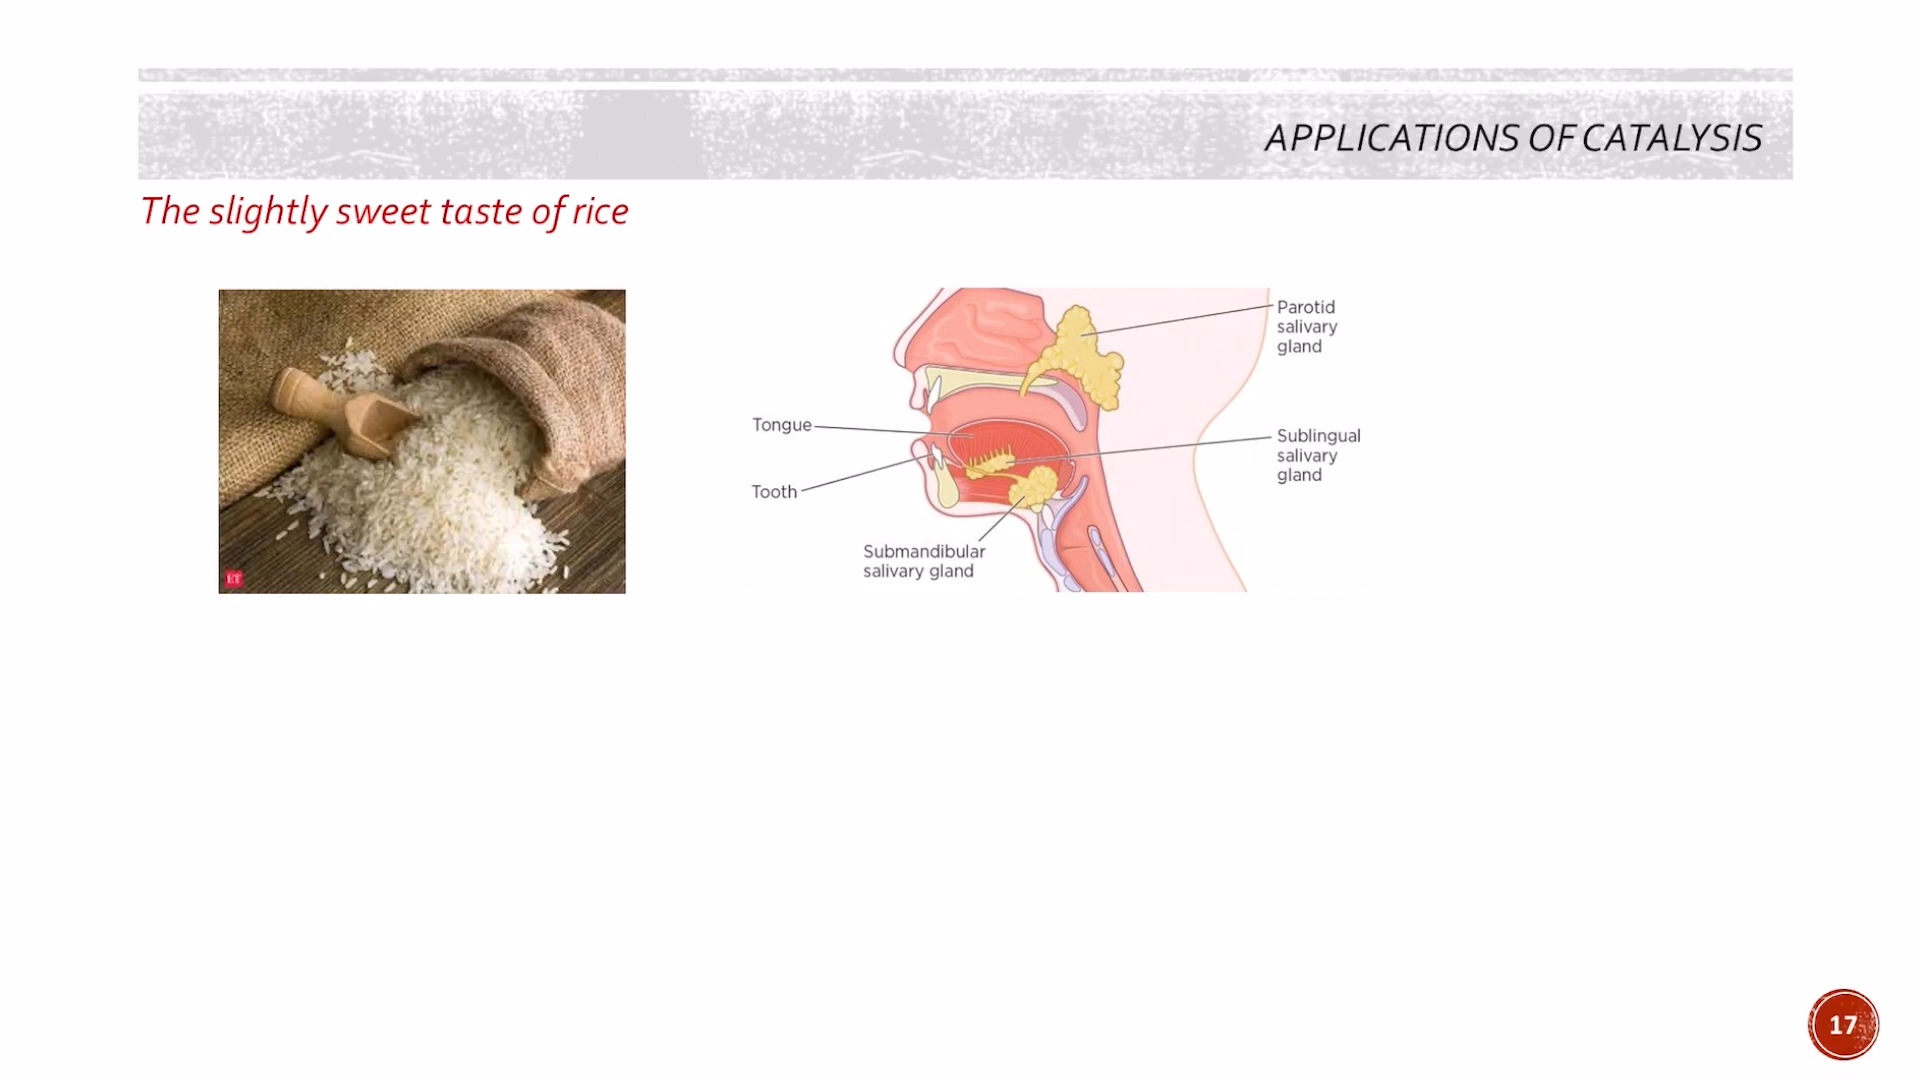 APPLICATIONS OF CATALYSIS
The slightly sweet taste of rice
ET
Parotid
salivary
gland
Tongue
Sublingual
salivary
gland
Tooth
Submandibular
salivary gland
17